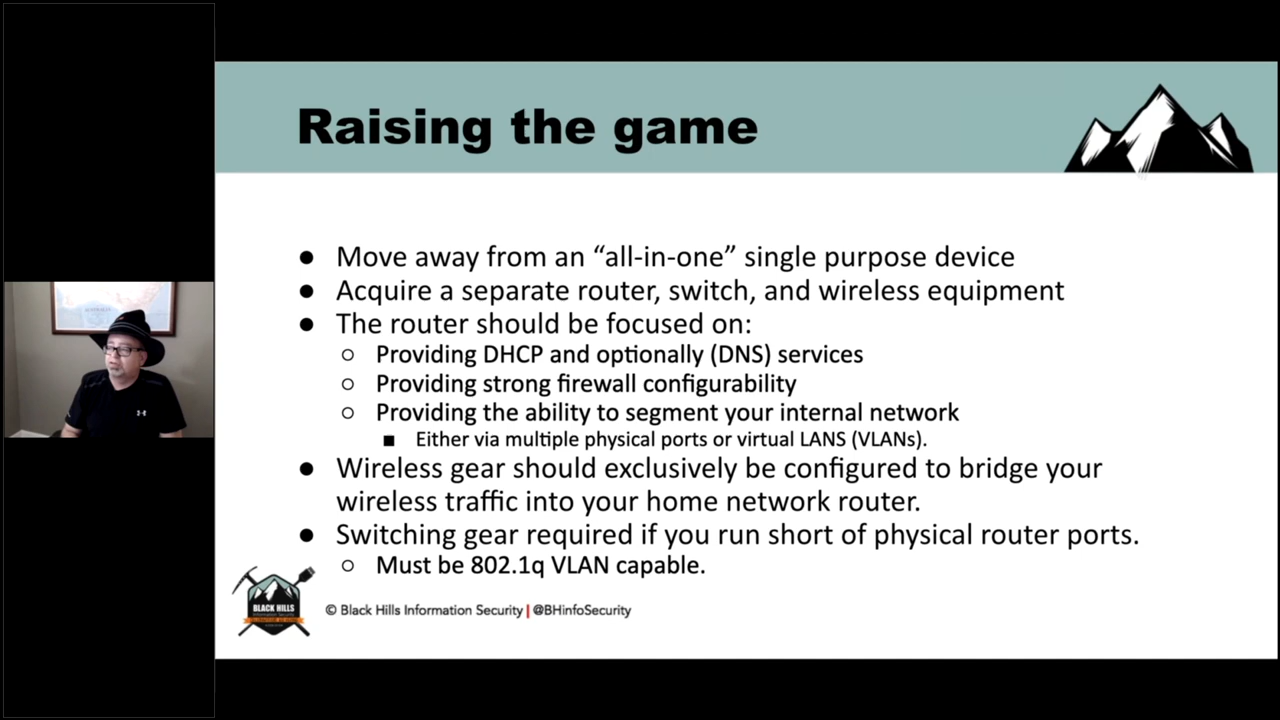 Raising the game
● Move away from an “all-in-one” single purpose device
● Acquire a separate router, switch, and wireless equipment
● The router should be focused on:
○ Providing DHCP and optionally (DNS) services
○ Providing strong firewall configurability
○ Providing the ability to segment your internal network
■ Either via multiple physical ports or virtual LANS (VLANs).
● Wireless gear should exclusively be configured to bridge your
wireless traffic into your home network router.
● Switching gear required if you run short of physical router ports.
○ Must be 802.1q VLAN capable.
BLACK HILLS
Information Security
© Black Hills Information Security | @BHinfoSecurity